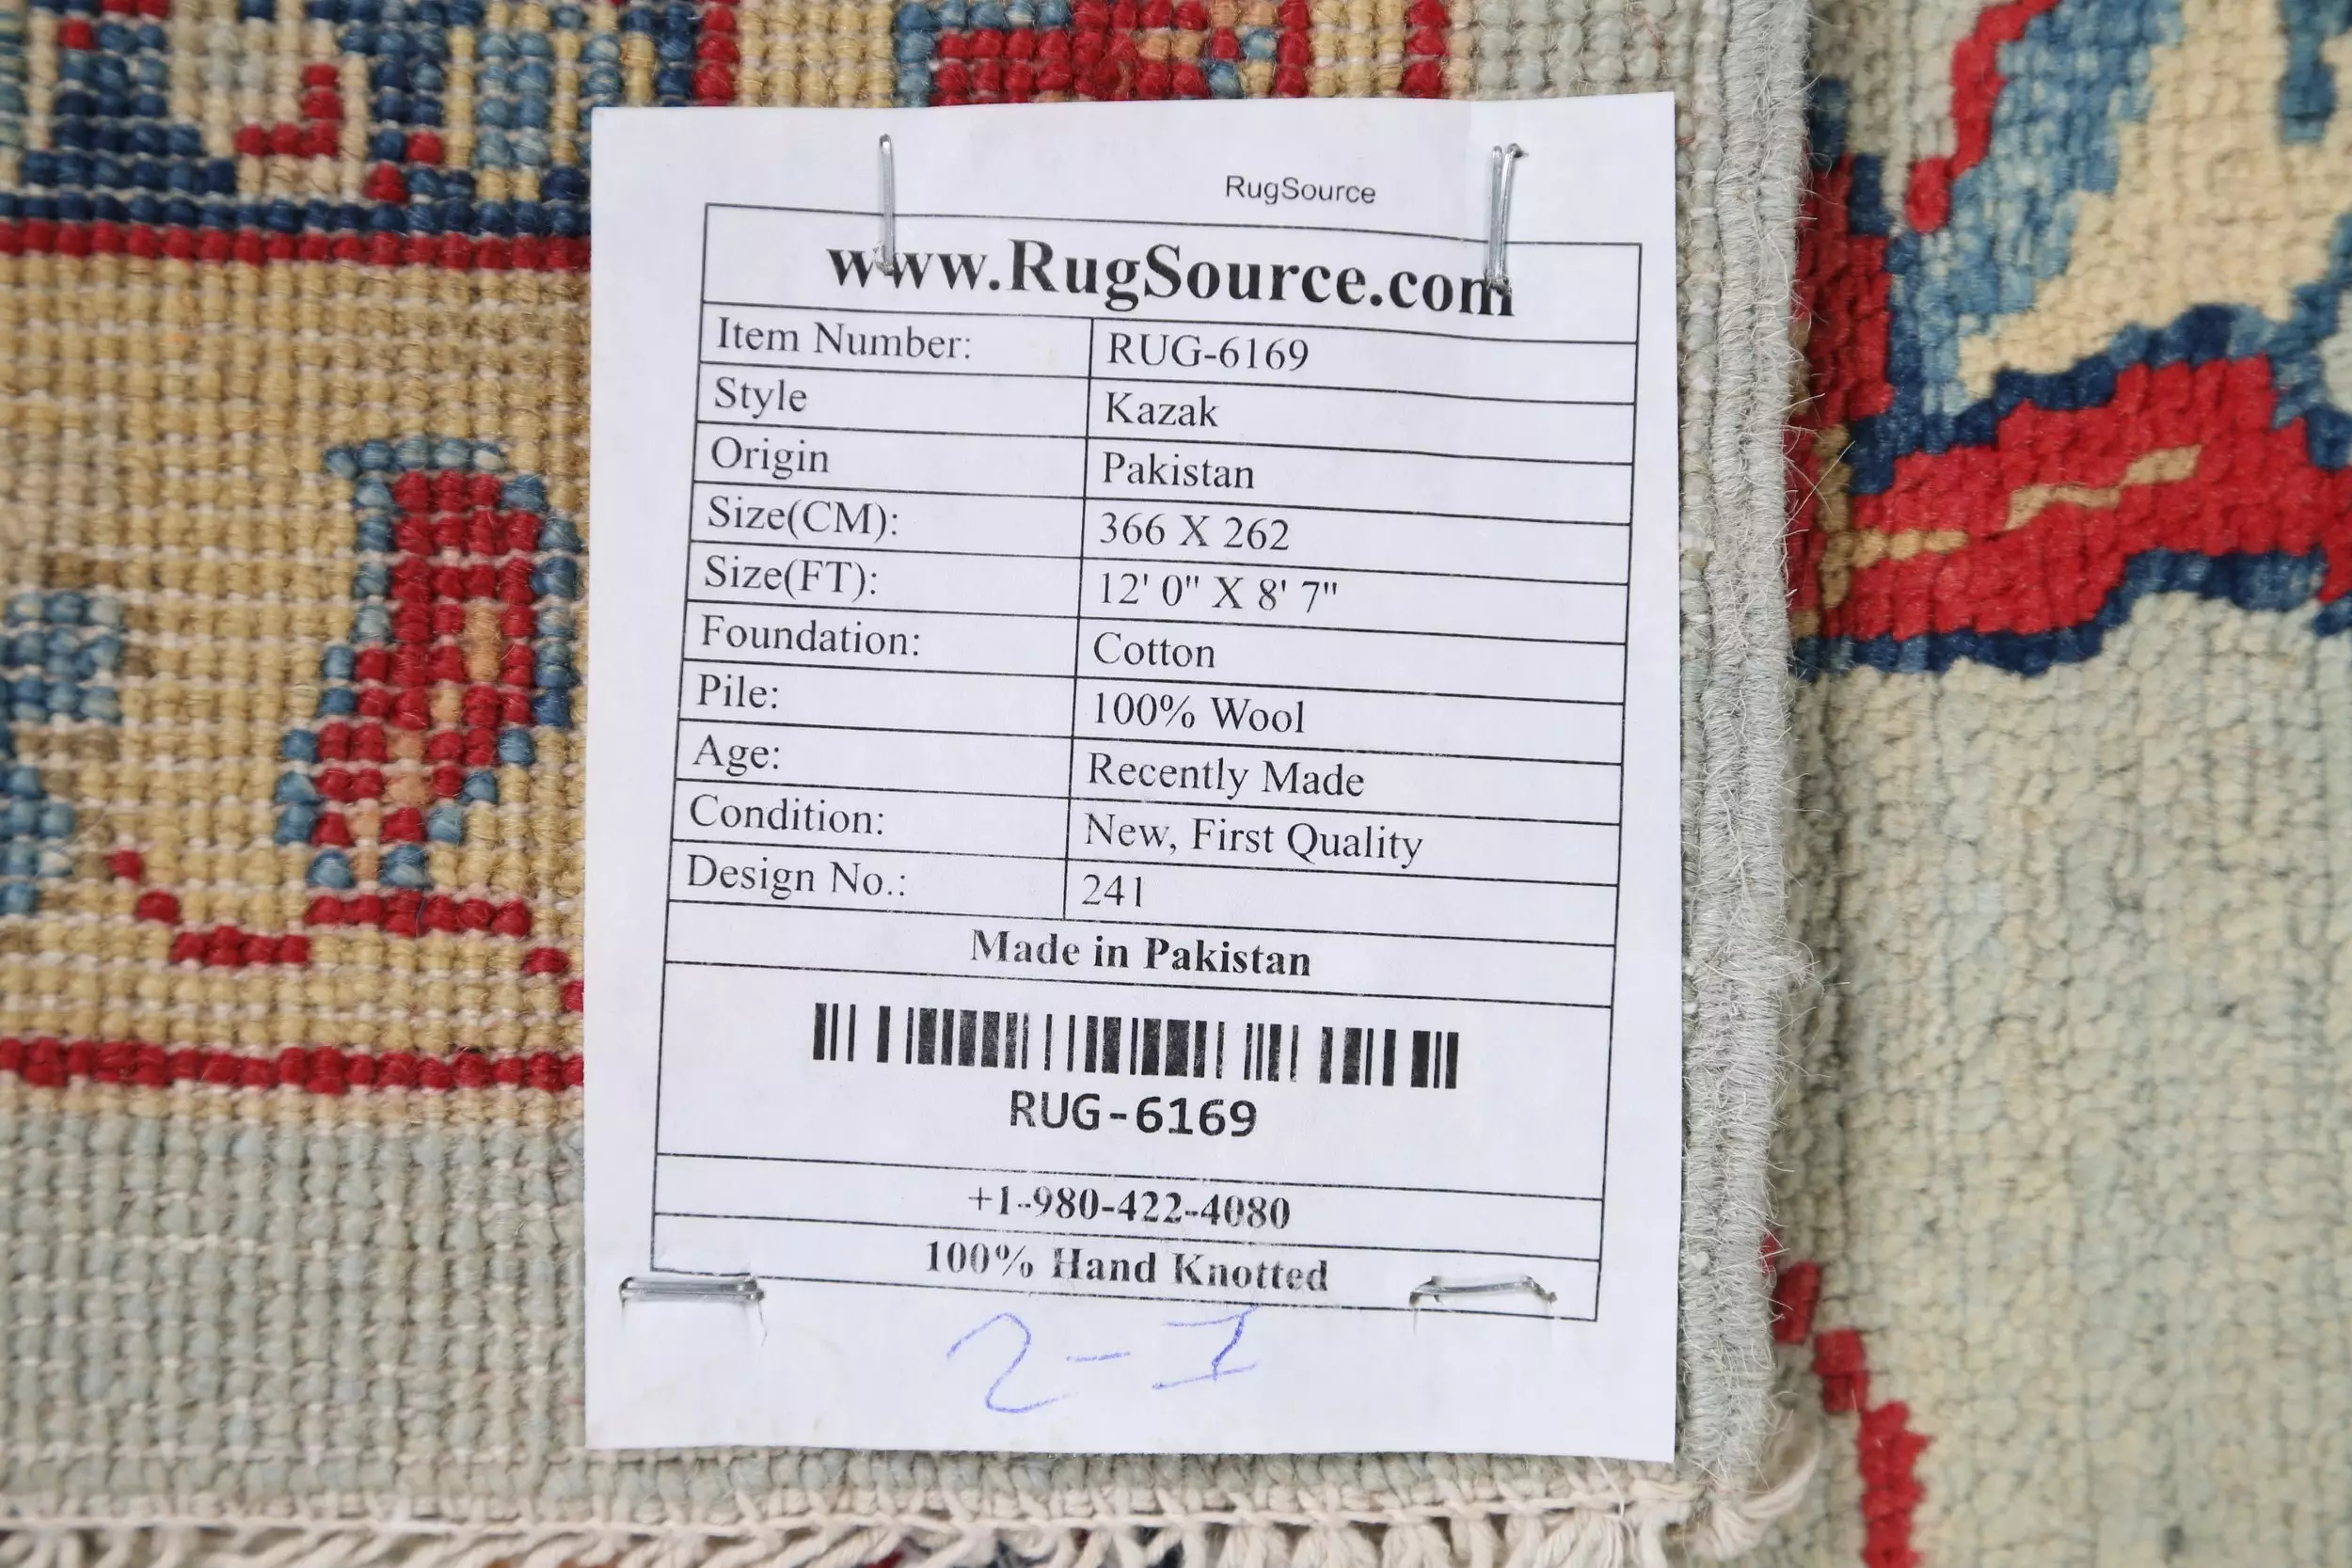 RugSource
www.RugSource.com
Item Number: RUG-6169
Style Kazak
Origin Pakistan
Size(CM): 366 X 262
Size(FT): 12' 0" X 8' 7"
Foundation: Cotton
Pile: 100% Wool
Age: Recently Made
Condition: New, First Quality
Design No.: 241
Made in Pakistan
RUG-6169
+1-980-422-4080
100% Hand Knotted
2-1